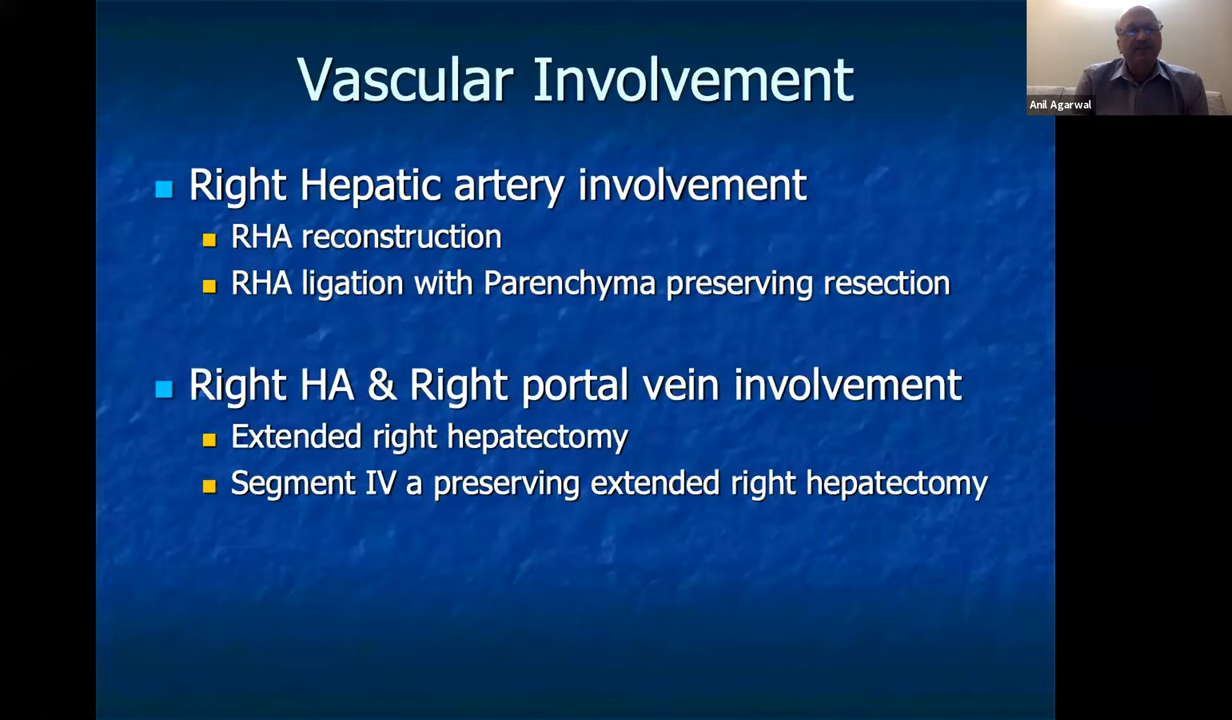 Vascular Involvement
Anil Agarwal
Right Hepatic artery involvement
RHA reconstruction
RHA ligation with Parenchyma preserving resection
Right HA & Right portal vein involvement
Extended right hepatectomy
Segment IV a preserving extended right hepatectomy